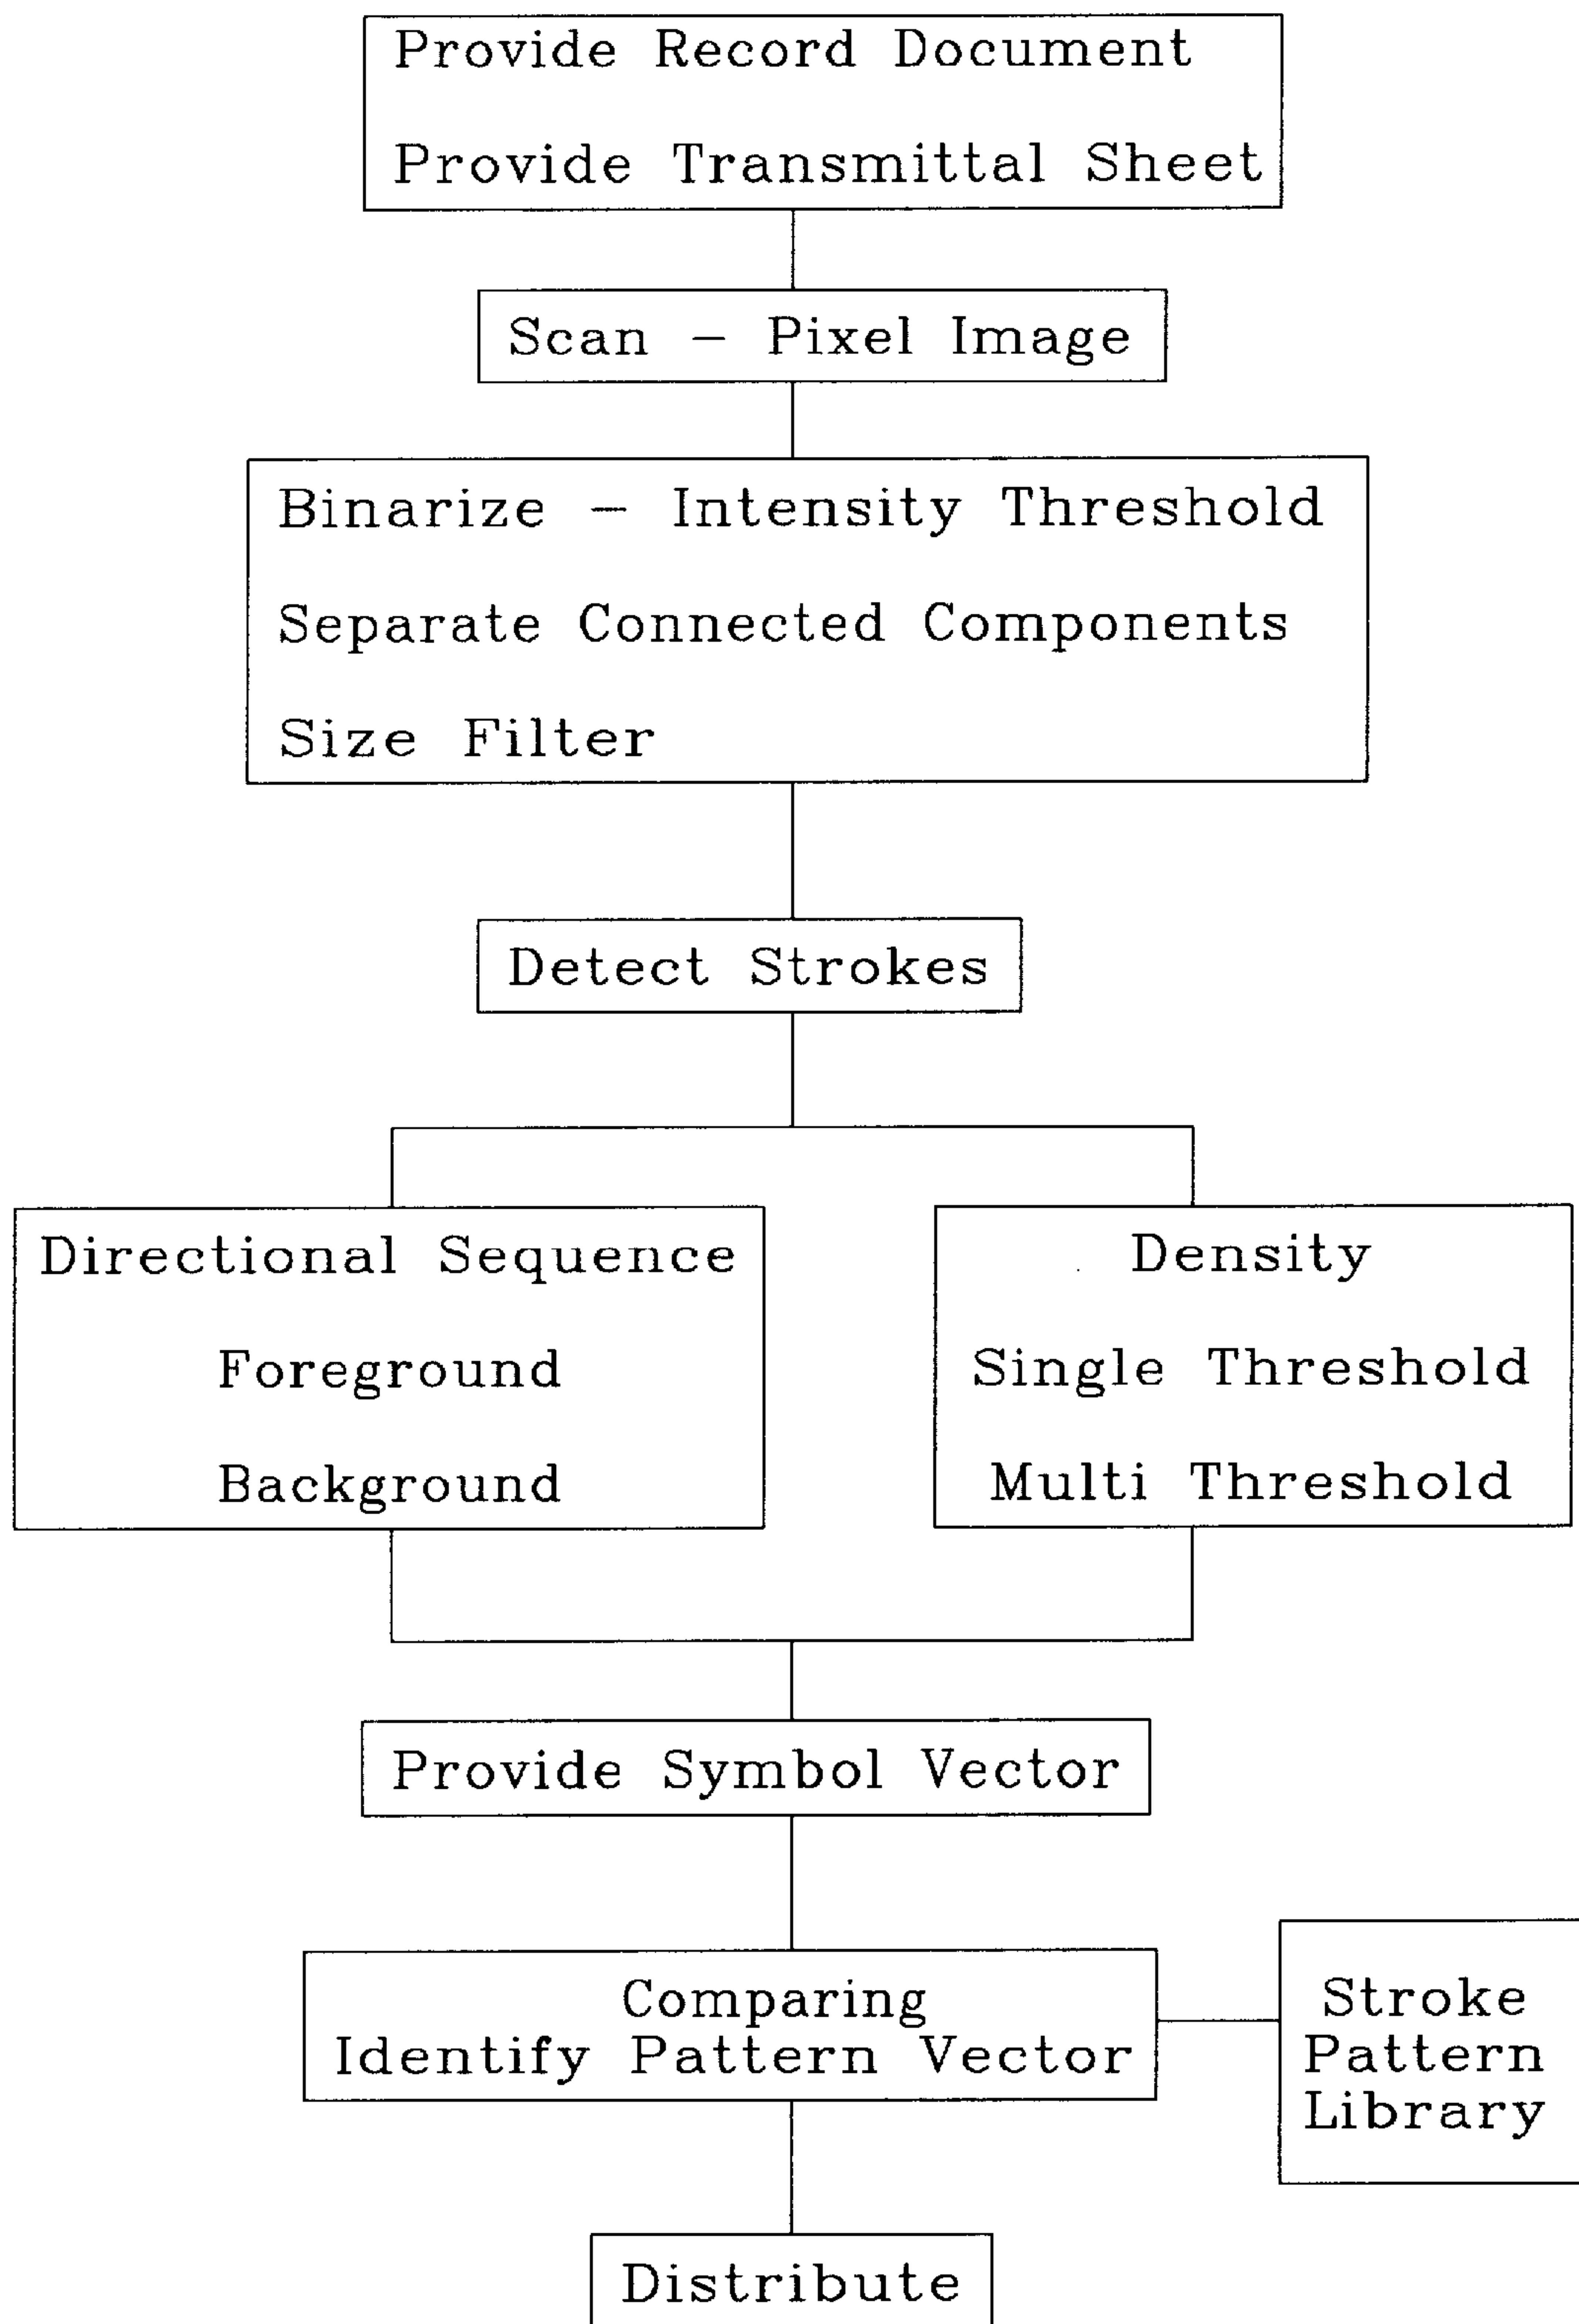 Provide Record Document
Provide Transmittal Sheet
Scan - Pixel Image
Binarize - Intensity Threshold
Separate Connected Components
Size Filter
Detect Strokes
Directional Sequence
Foreground
Background
Density
Single Threshold
Multi Threshold
Provide Symbol Vector
Comparing
Identify Pattern Vector
Stroke
Pattern
Library
Distribute